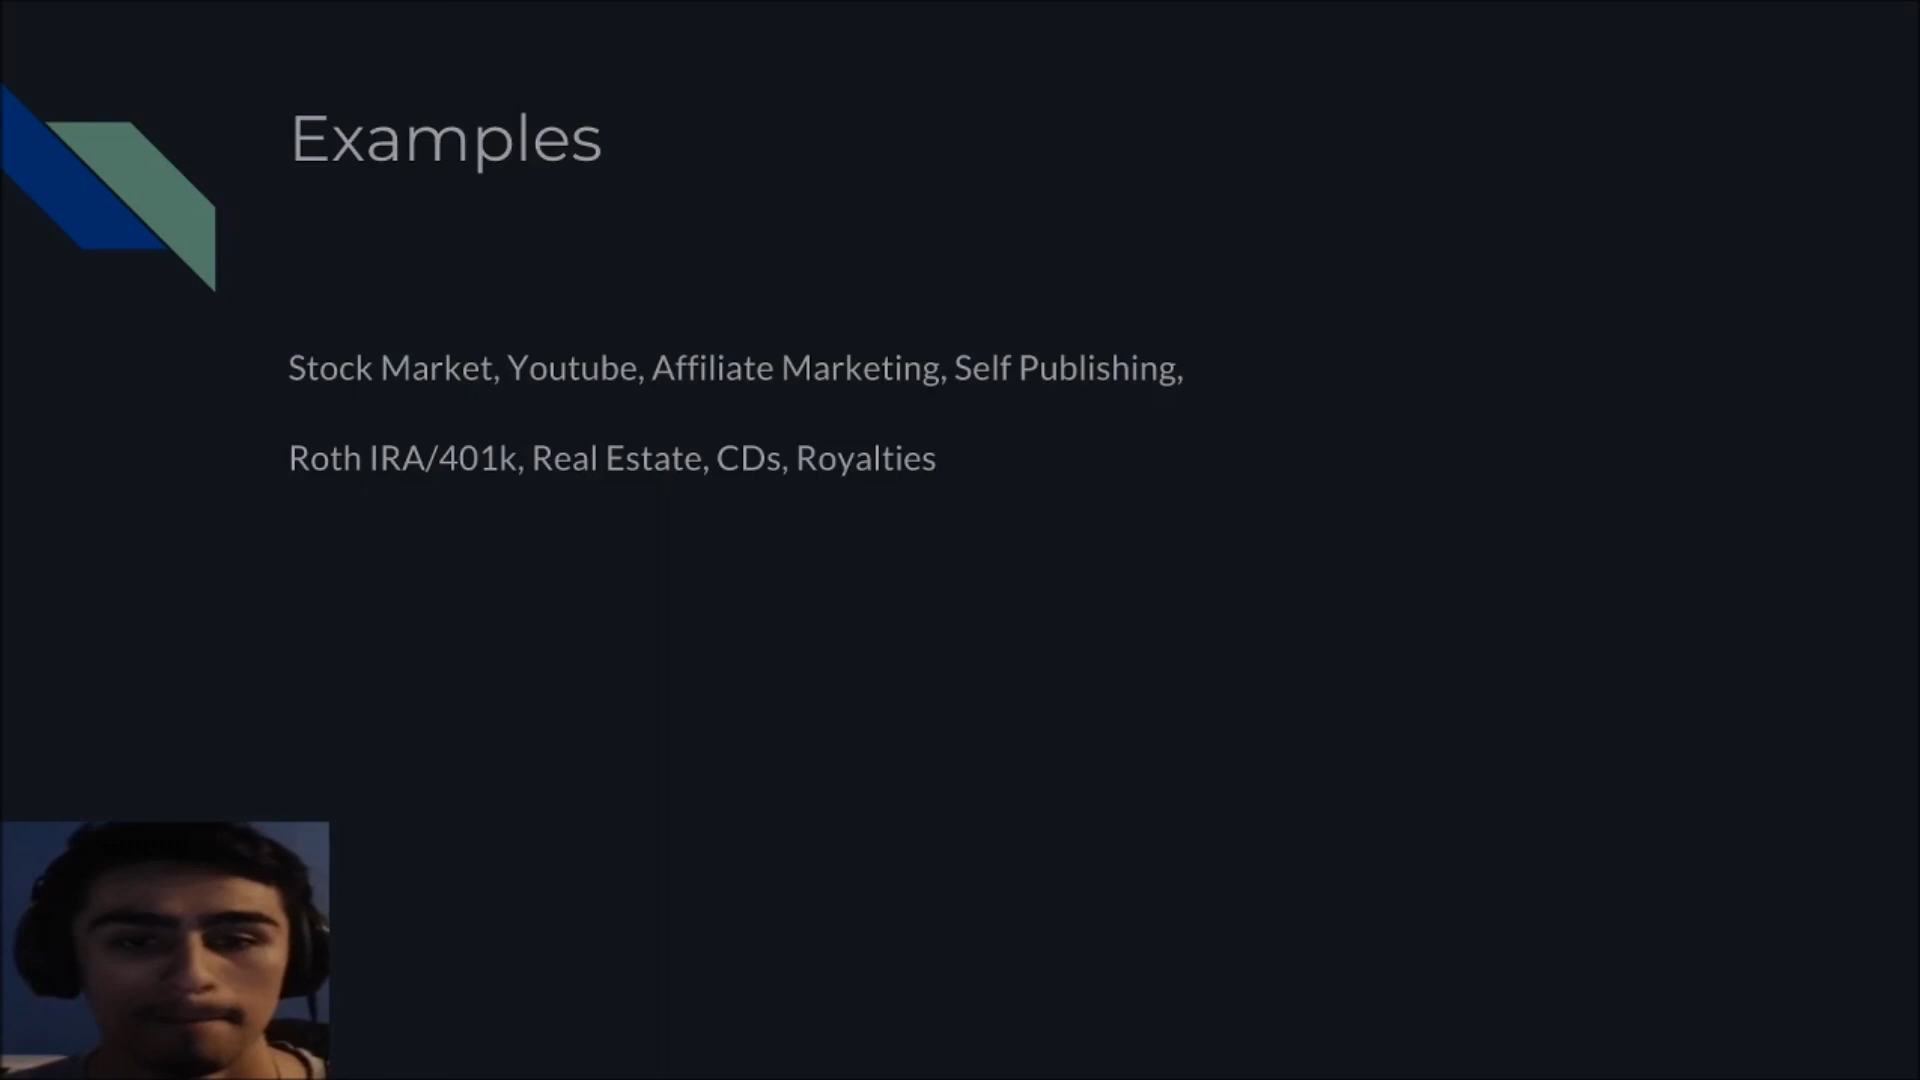 Examples
Stock Market, Youtube, Affiliate Marketing, Self Publishing,
Roth IRA/401k, Real Estate, CDs, Royalties